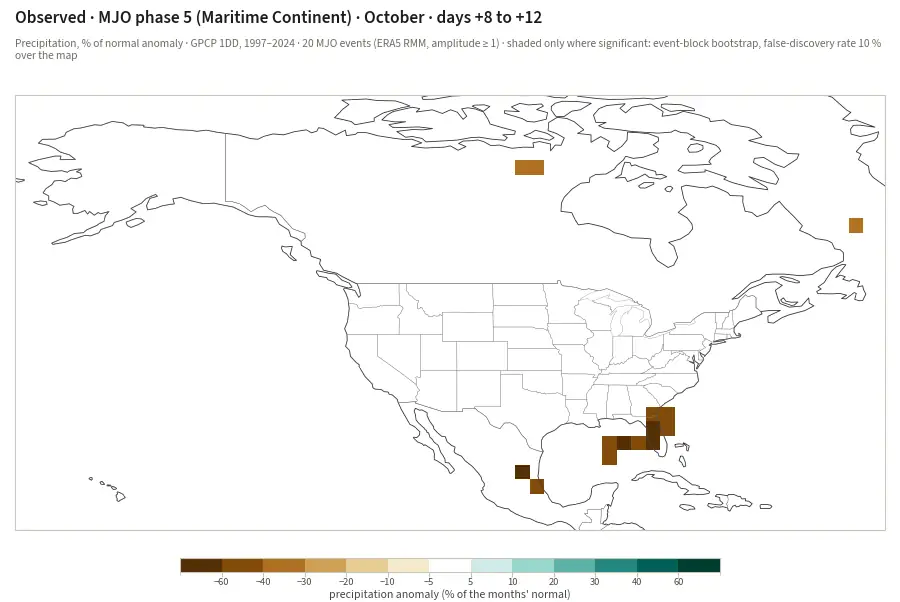 Observed · MJO phase 5 (Maritime Continent) · October · days +8 to +12
Precipitation, % of normal anomaly · GPCP 1DD, 1997–2024 · 20 MJO events (ERA5 RMM, amplitude ≥ 1) · shaded only where significant: event-block bootstrap, false-discovery rate 10 %
over the map
−60 −40 −30 −20 −10 −5 5 10 20 30 40 60
precipitation anomaly (% of the months' normal)